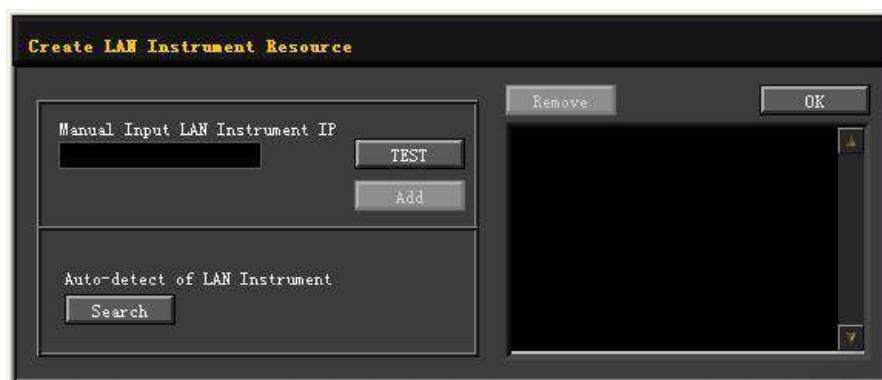 Create LAN Instrument Resource
Remove
OK
Manual Input LAN Instrument IP
TEST
Add
Auto-detect of LAN Instrument
Search